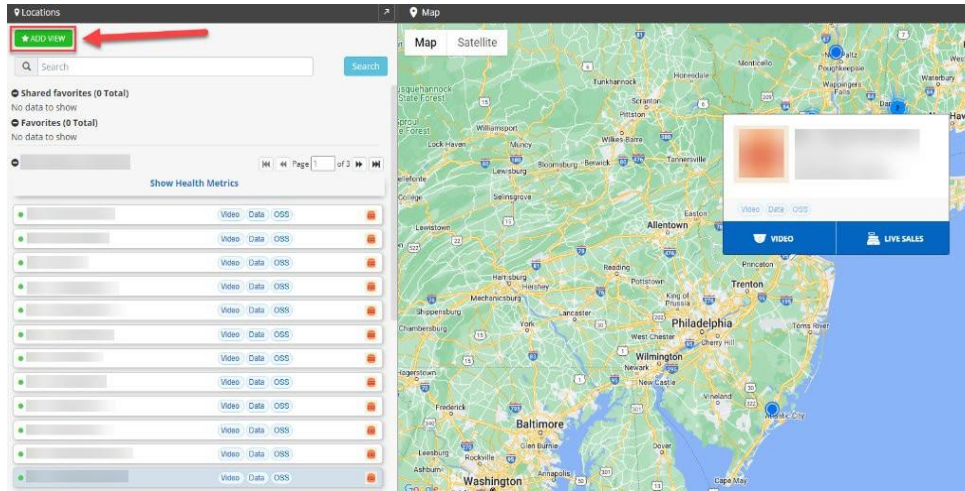 Locations
ADD VIEW
Search
Search
Shared favorites (0 Total)
No data to show
Favorites (0 Total)
No data to show
Page 1 of 3
Show Health Metrics
Video Data OSS
Video Data OSS
Video Data OSS
Video Data OSS
Video Data OSS
Video Data OSS
Video Data OSS
Video Data OSS
Video Data OSS
Video Data OSS
Video Data OSS
Video Data OSS
Map
Map Satellite
Monticello
Poughkeepsie
Wappingers
Falls
Waterbury
Tunkhannock
Honesdale
Scranton
Pittston
Williamsport
Wilkes-Barre
Lock Haven
Muncy
Bloomsburg
Berwick
Tannersville
Lewisburg
Selinsgrove
College
Easton
Lewistown
Allentown
Video Data OSS
VIDEO
LIVE SALES
Princeton
Reading
Trenton
Harrisburg
Hershey
Pottstown
Mechanicsburg
King of
Prussia
Shippensburg
Lancaster
Chambersburg
York
Philadelphia
Toms River
West Chester
Cherry Hill
Wilmington
Newark
New Castle
Hagerstown
Vineland
Frederick
Atlantic City
Baltimore
Glen Burnie
Dover
Leesburg
Rockville
Ashburn
Annapolis
Washington
Cape May